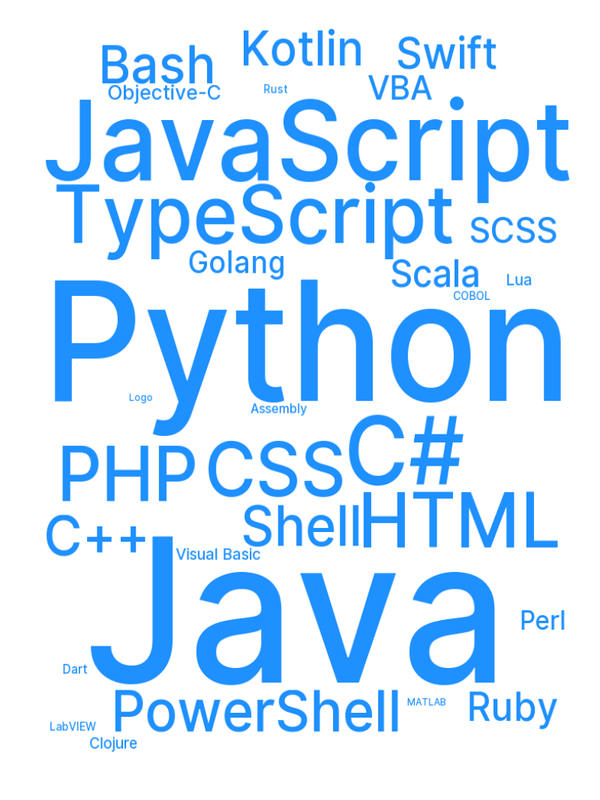 Kotlin
Swift
Bash
VBA
Objective-C
Rust
JavaScript
TypeScript
SCSS
Golang
Scala
Lua
COBOL
Python
Logo
Assembly
C#
PHP
CSS
HTML
Shell
C++
Visual Basic
Java
Perl
Dart
MATLAB
Ruby
PowerShell
LabVIEW
Clojure